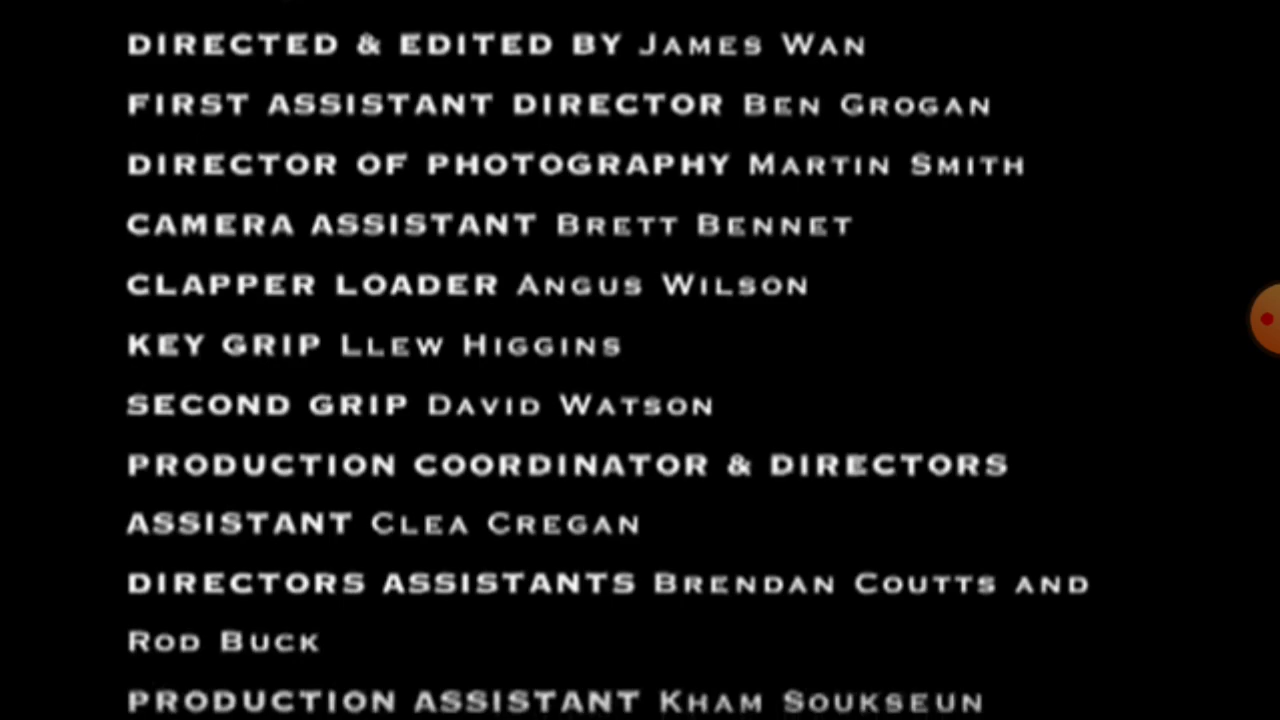 DIRECTED & EDITED BY JAMES WAN
FIRST ASSISTANT DIRECTOR BEN GROGAN
DIRECTOR OF PHOTOGRAPHY MARTIN SMITH
CAMERA ASSISTANT BRETT BENNET
CLAPPER LOADER ANGUS WILSON
KEY GRIP LLEW HIGGINS
SECOND GRIP DAVID WATSON
PRODUCTION COORDINATOR & DIRECTORS
ASSISTANT CLEA CREGAN
DIRECTORS ASSISTANTS BRENDAN COUTTS AND
ROD BUCK
PRODUCTION ASSISTANT KHAM SOUKSEUN